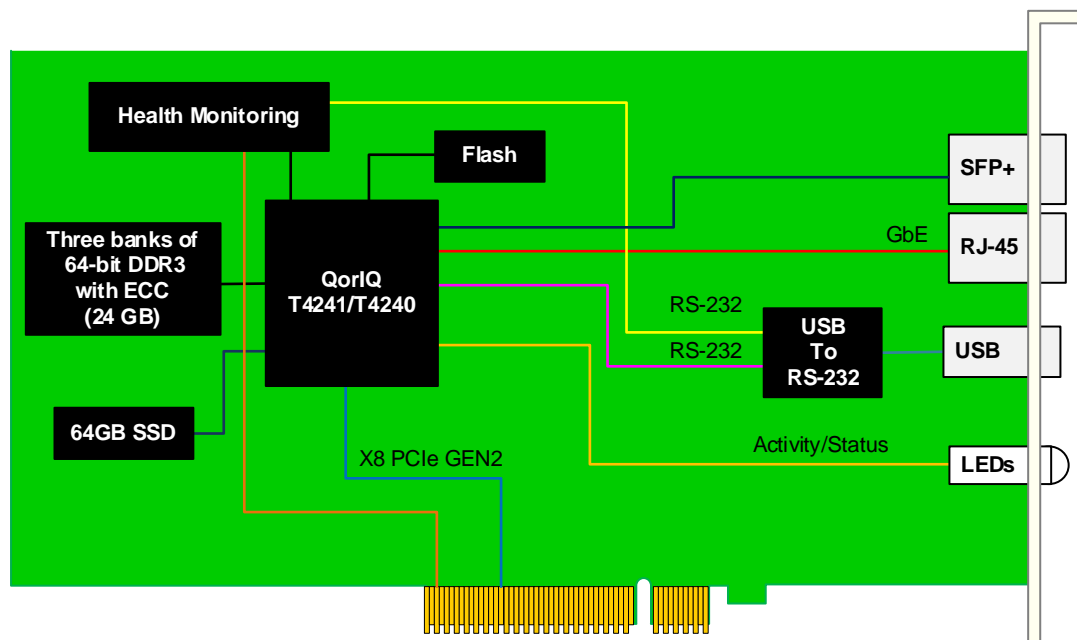 Health Monitoring
Flash
SFP+
GbE
RJ-45
Three banks of
64-bit DDR3
with ECC
(24 GB)
QorIQ
T4241/T4240
RS-232
RS-232
USB
To
RS-232
USB
64GB SSD
X8 PCIe GEN2
Activity/Status
LEDs